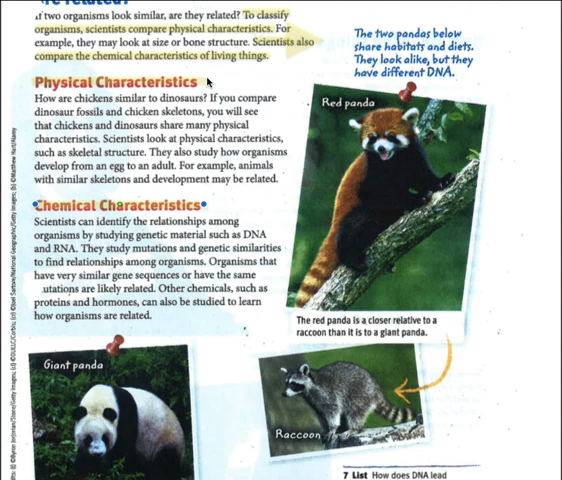 If two organisms look similar, are they related? To classify
organisms, scientists compare physical characteristics. For
example, they may look at size or bone structure. Scientists also
compare the chemical characteristics of living things.
Physical Characteristics
How are chickens similar to dinosaurs? If you compare
dinosaur fossils and chicken skeletons, you will see
that chickens and dinosaurs share many physical
characteristics. Scientists look at physical characteristics,
such as skeletal structure. They also study how organisms
develop from an egg to an adult. For example, animals
with similar skeletons and development may be related.
Chemical Characteristics
Scientists can identify the relationships among
organisms by studying genetic material such as DNA
and RNA. They study mutations and genetic similarities
to find relationships among organisms. Organisms that
have very similar gene sequences or have the same
utations are likely related. Other chemicals, such as
proteins and hormones, can also be studied to learn
how organisms are related.
The two pandas below
share habitats and diets.
They look alike, but they
have different DNA.
Red panda
The red panda is a closer relative to a
raccoon than it is to a giant panda.
Giant panda
Raccoon
7 List How does DNA lead